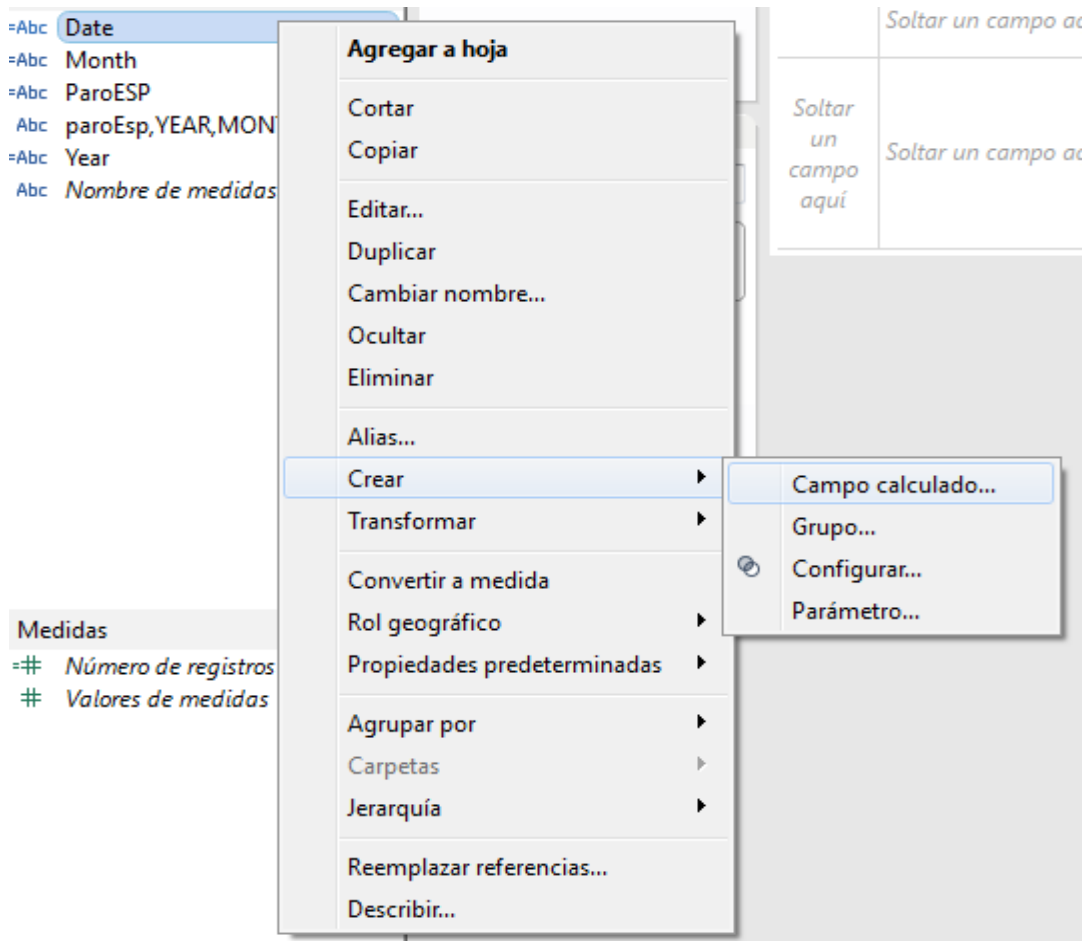 =Abc Date
=Abc Month
=Abc ParoESP
Abc paroEsp,YEAR,MON
=Abc Year
Abc Nombre de medidas
Medidas
=# Número de registros
# Valores de medidas
Agregar a hoja
Cortar
Copiar
Editar...
Duplicar
Cambiar nombre...
Ocultar
Eliminar
Alias...
Crear
Transformar
Convertir a medida
Rol geográfico
Propiedades predeterminadas
Agrupar por
Carpetas
Jerarquía
Reemplazar referencias...
Describir...
Campo calculado...
Grupo...
Configurar...
Parámetro...
Soltar un campo
Soltar
un
campo
aquí
Soltar un campo